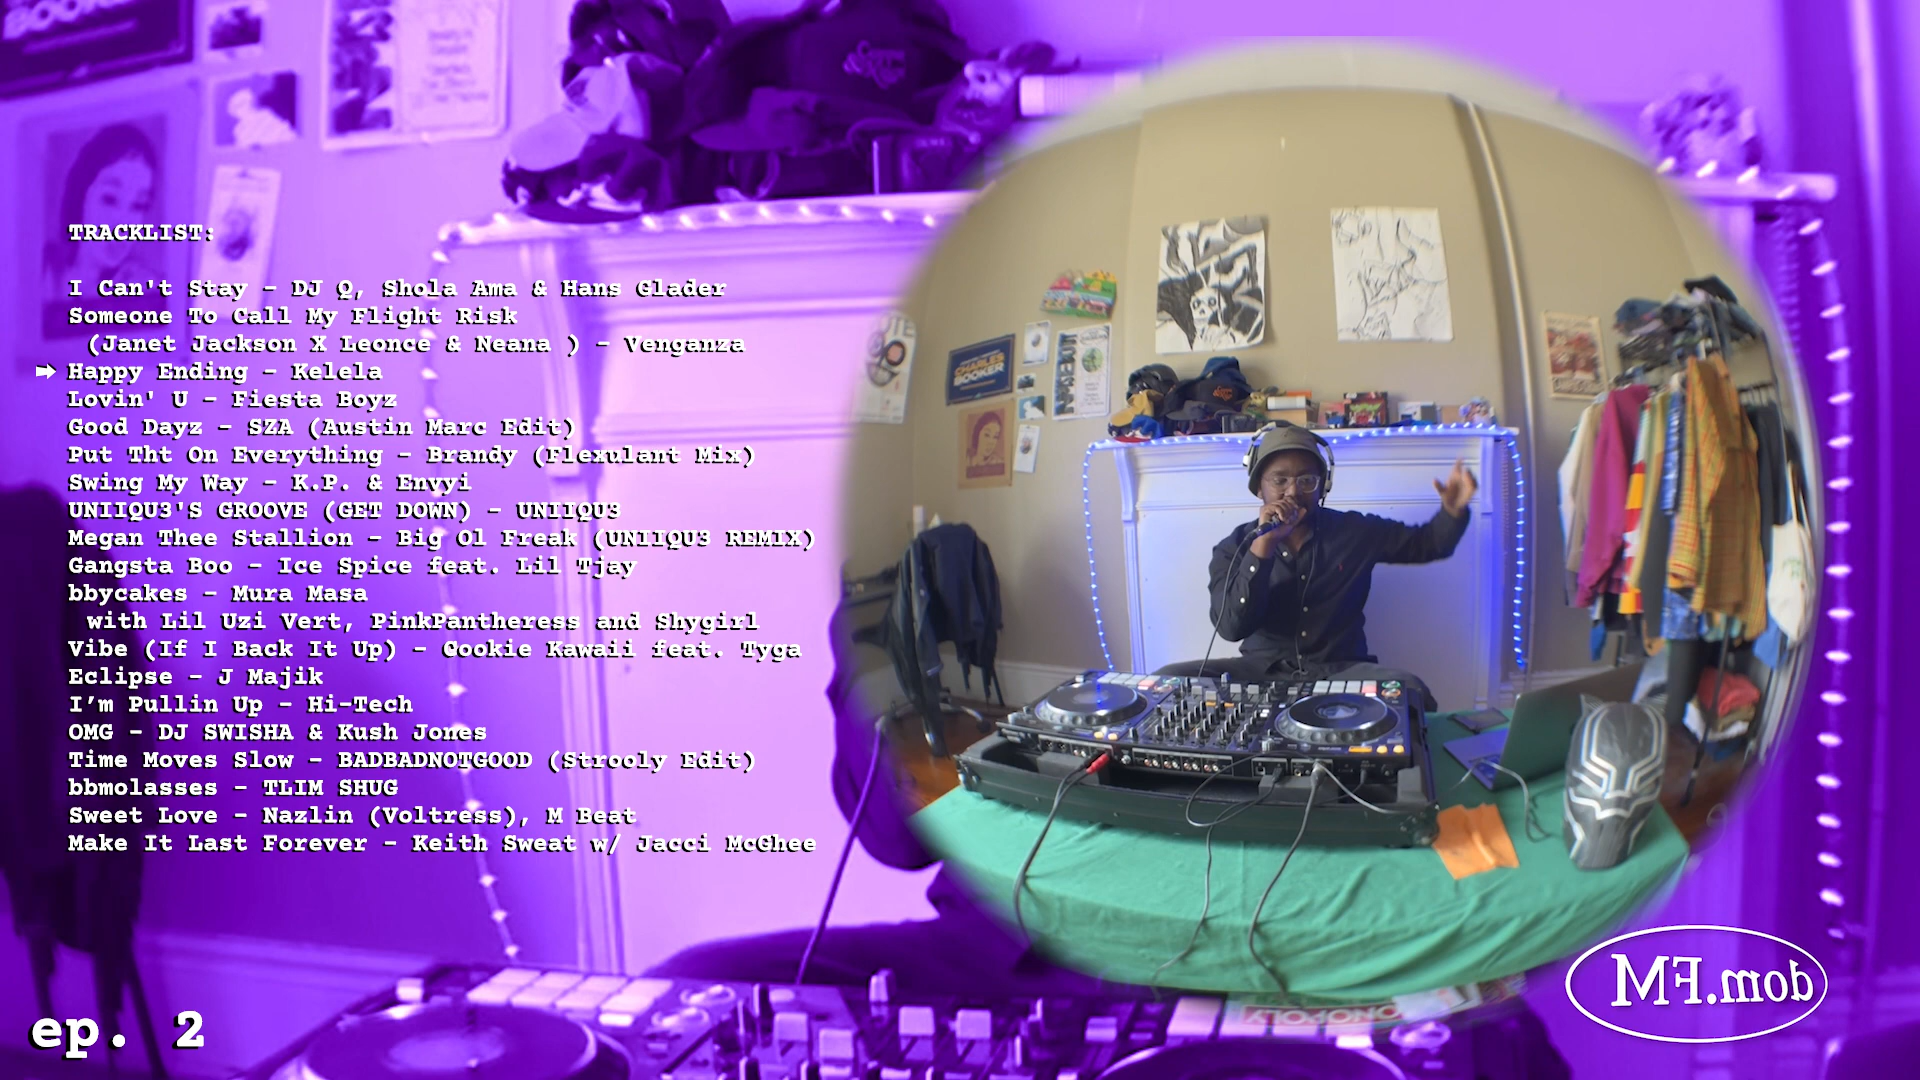 TRACKLIST:
I Can't Stay - DJ Q, Shola Ama & Hans Glader
Someone To Call My Flight Risk
(Janet Jackson X Leonce & Neana ) - Venganza
Happy Ending - Kelela
Lovin' U - Fiesta Boyz
Good Dayz - SZA (Austin Marc Edit)
Put Tht On Everything - Brandy (Flexulant Mix)
Swing My Way - K.P. & Envyi
UNIIQU3'S GROOVE (GET DOWN) - UNIIQU3
Megan Thee Stallion - Big Ol Freak (UNIIQU3 REMIX)
Gangsta Boo - Ice Spice feat. Lil Tjay
bbycakes - Mura Masa
with Lil Uzi Vert, PinkPantheress and Shygirl
Vibe (If I Back It Up) - Cookie Kawaii feat. Tyga
Eclipse - J Majik
I’m Pullin Up - Hi-Tech
OMG - DJ SWISHA & Kush Jones
Time Moves Slow - BADBADNOTGOOD (Strooly Edit)
bbmolasses - TLIM SHUG
Sweet Love - Nazlin (Voltress), M Beat
Make It Last Forever - Keith Sweat w/ Jacci McGhee
CHARLES
BOOKER
dom.FM
ep. 2